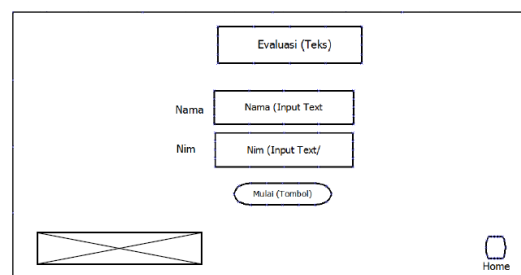 Evaluasi (Teks)
Nama
Nama (Input Text
Nim
Nim (Input Text/
Mulai (Tombol)
Home